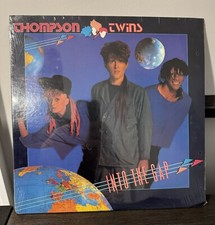 THOMPSON
TWINS
INTO THE GAP